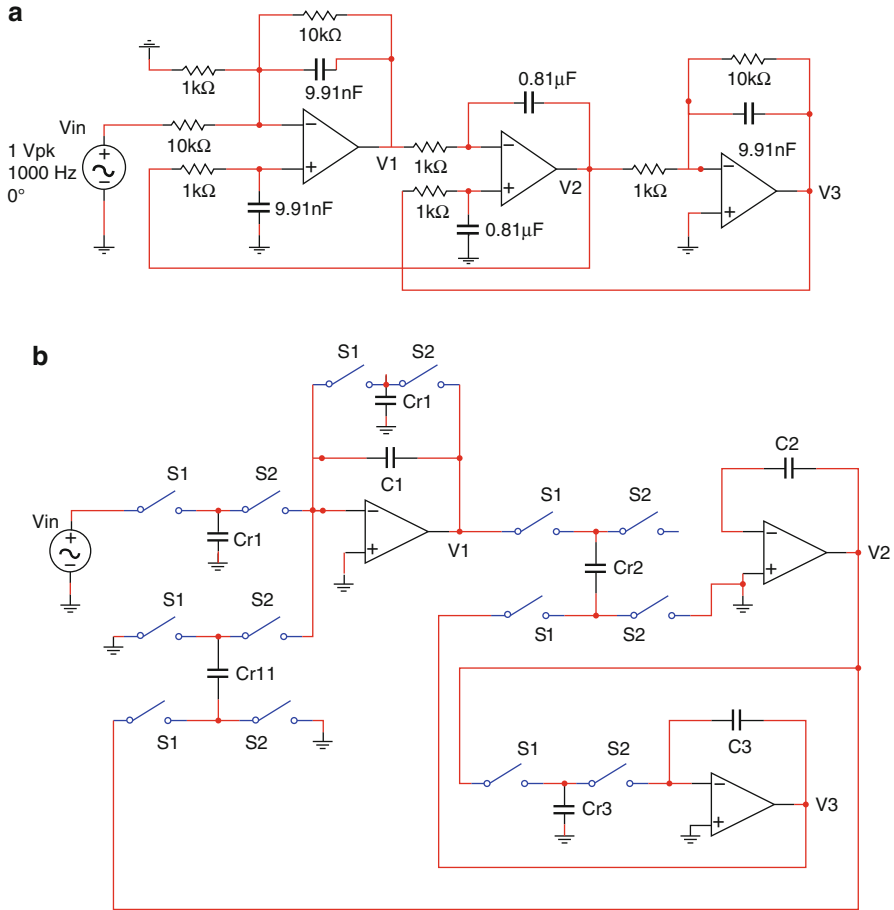 a
10kΩ
1kΩ
9.91nF
0.81μF
10kΩ
Vin
10kΩ
1 Vpk
1000 Hz
0°
V1
1kΩ
1kΩ
9.91nF
1kΩ
V2
1kΩ
V3
9.91nF
1kΩ
0.81μF
b
S1
S2
Cr1
C1
C2
S1
S2
Vin
Cr1
V1
S1
S2
V2
Cr2
S1
S2
S1
S2
Cr11
S1
S2
S1
S2
C3
Cr3
V3